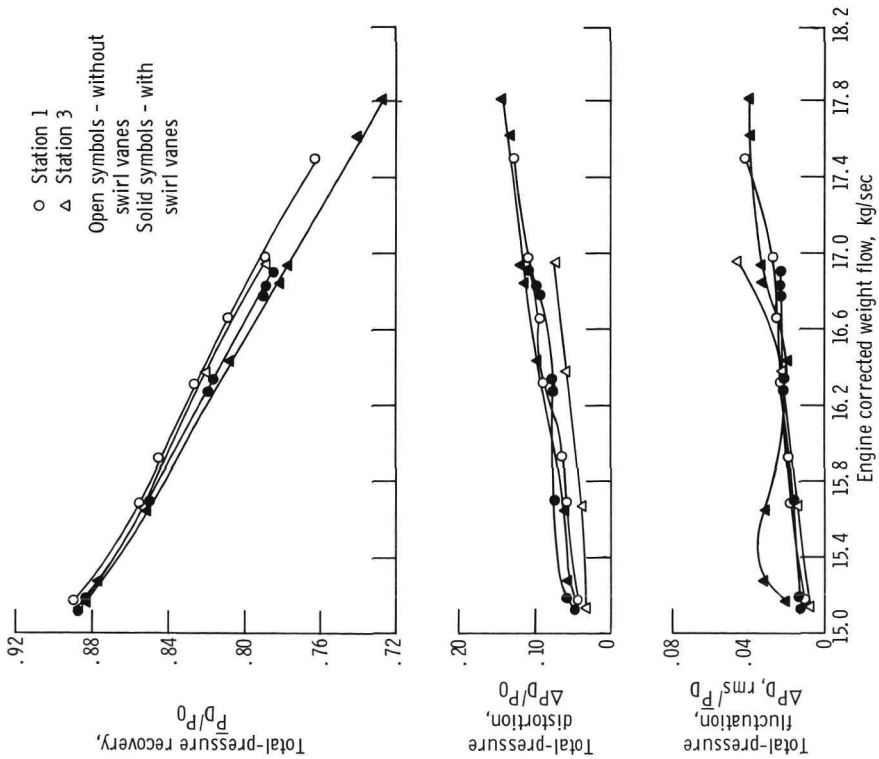 ○ Station 1
△ Station 3
Open symbols - without
swirl vanes
Solid symbols - with
swirl vanes
Total-pressure recovery,
P̅D/P0
.92
.88
.84
.80
.76
.72
Total-pressure
distortion,
ΔPD/P0
.20
.10
0
Total-pressure
fluctuation,
ΔPD, rms/P̅D
.08
.04
0
15.0
15.4
15.8
16.2
16.6
17.0
17.4
17.8
18.2
Engine corrected weight flow, kg/sec